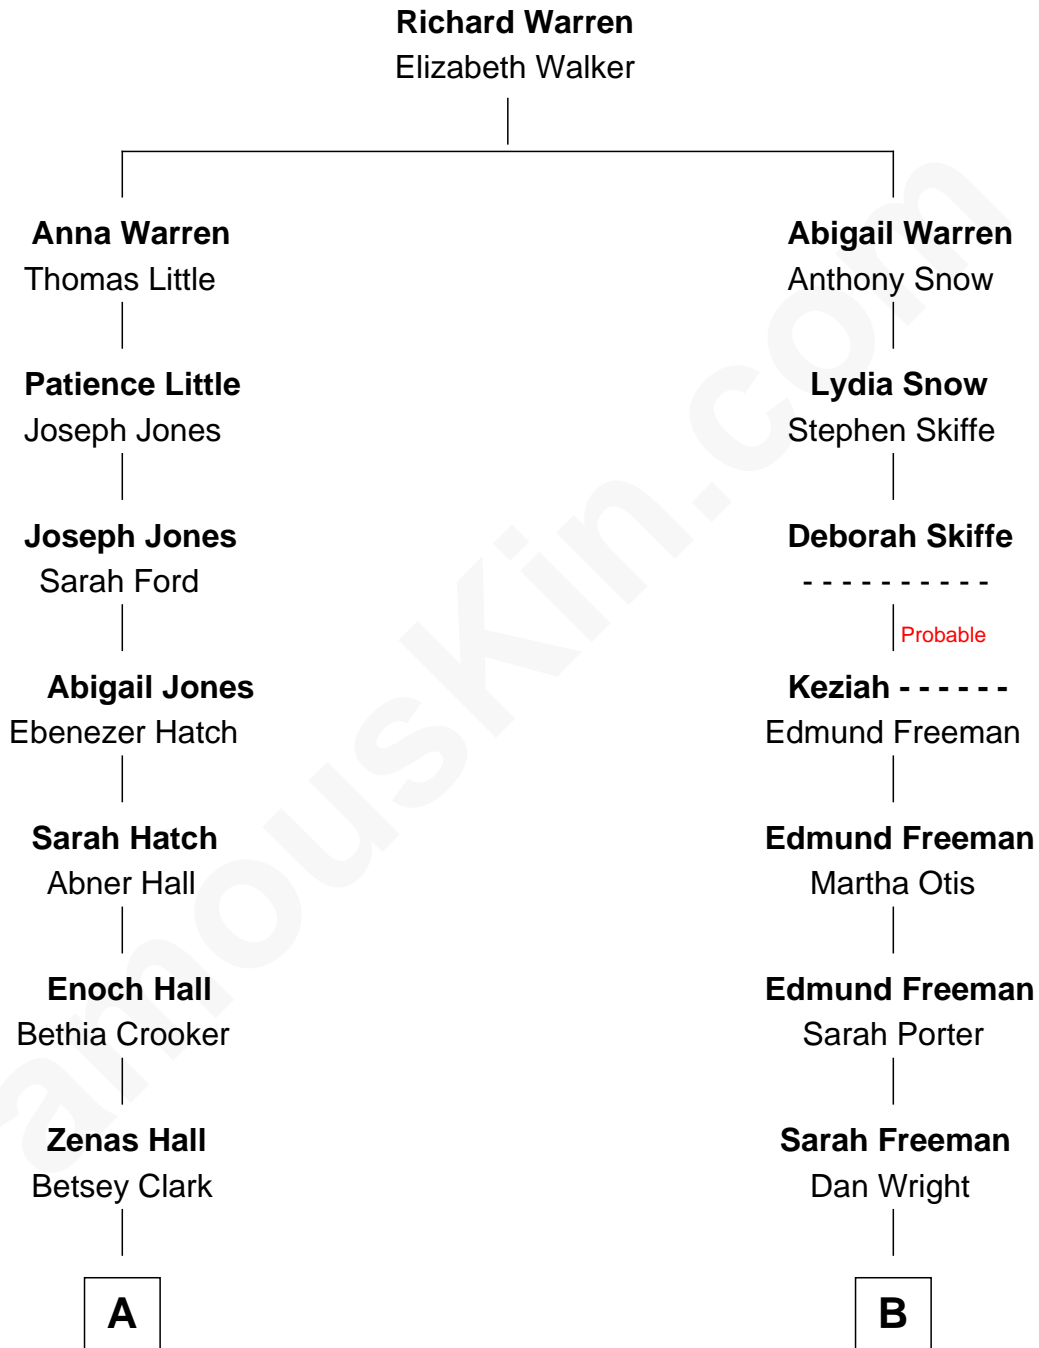 Richard Warren
Elizabeth Walker
Anna Warren
Thomas Little
Abigail Warren
Anthony Snow
Patience Little
Joseph Jones
Lydia Snow
Stephen Skiffe
Joseph Jones
Sarah Ford
Deborah Skiffe
- - - - - - - - - -
Probable
Abigail Jones
Ebenezer Hatch
Keziah - - - - - -
Edmund Freeman
Sarah Hatch
Abner Hall
Edmund Freeman
Martha Otis
Enoch Hall
Bethia Crooker
Edmund Freeman
Sarah Porter
Zenas Hall
Betsey Clark
Sarah Freeman
Dan Wright
A
B
amouskin.com